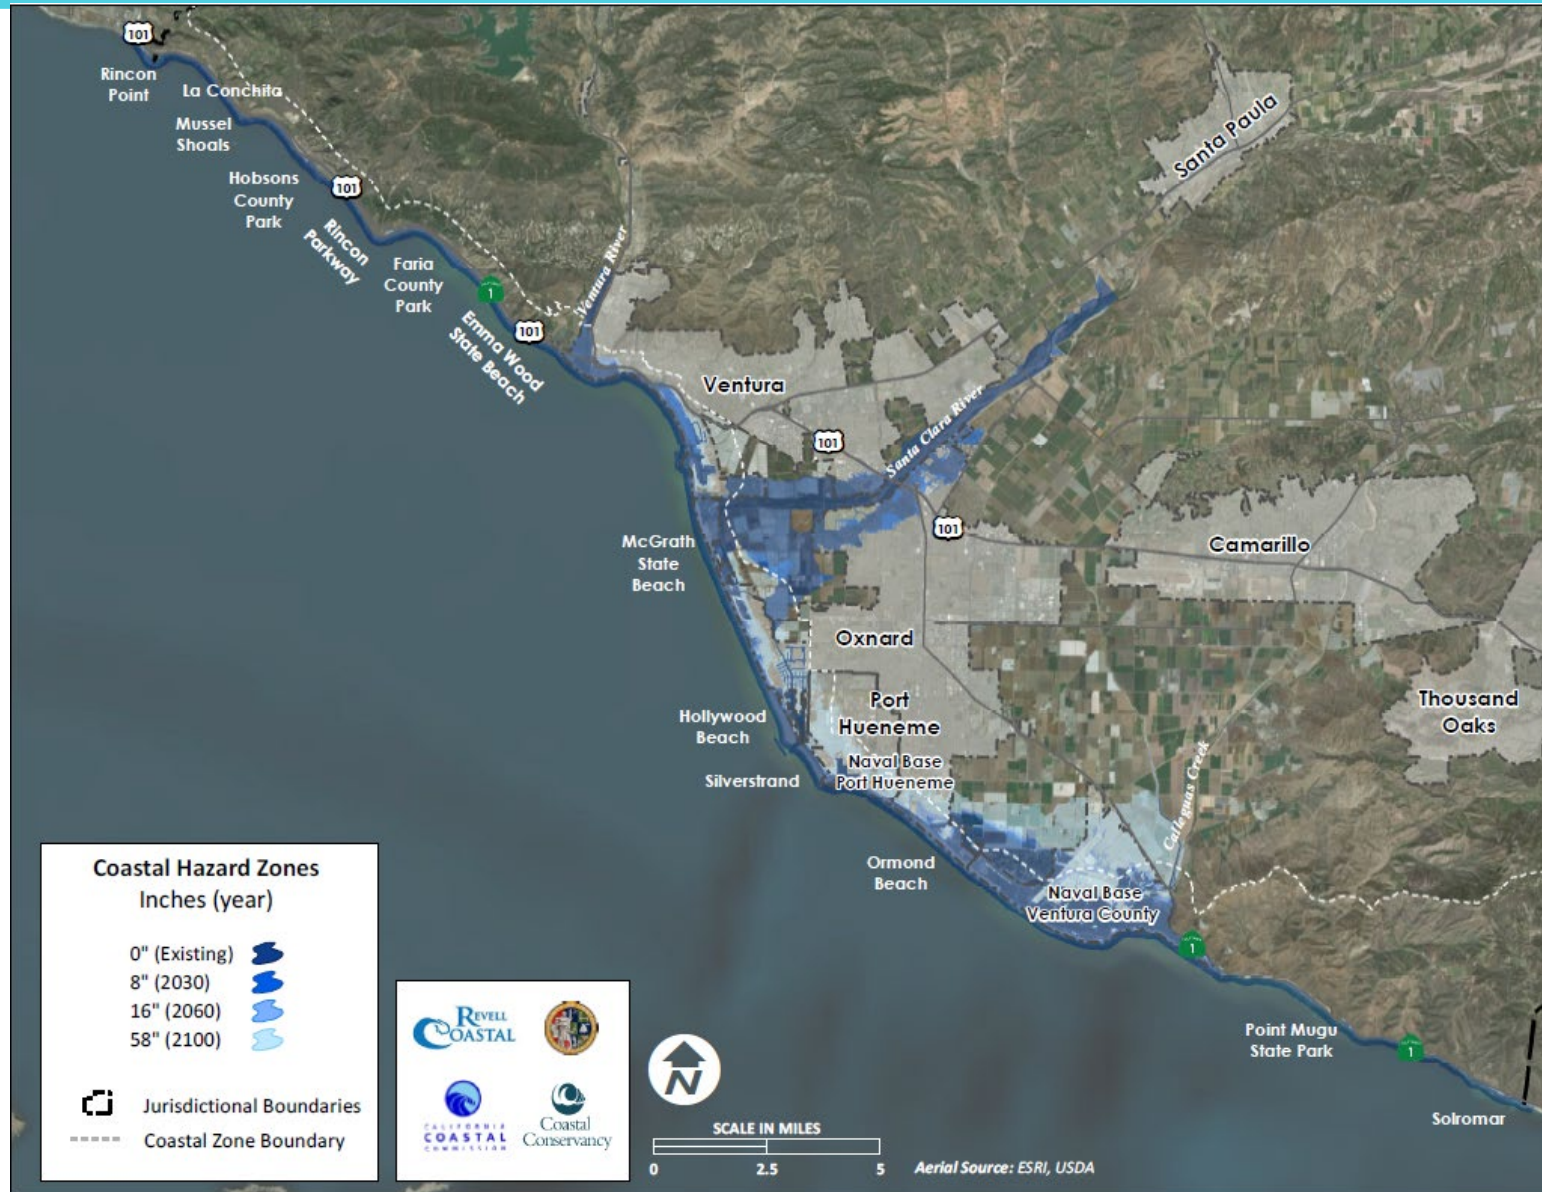 101
Rincon
Point
La Conchita
Mussel
Shoals
Hobsons
County
Park
101
Rincon
Parkway
Faria
County
Park
1
Emma Wood
State Beach
101
Ventura River
Santa Paula
Ventura
101
Santa Clara River
101
Camarillo
McGrath
State
Beach
Oxnard
Thousand
Oaks
Port
Hueneme
Hollywood
Beach
Naval Base
Port Hueneme
Silverstrand
Calleguas Creek
Ormond
Beach
Naval Base
Ventura County
1
Point Mugu
State Park
1
Solromar
Coastal Hazard Zones
Inches (year)
0" (Existing)
8" (2030)
16" (2060)
58" (2100)
Jurisdictional Boundaries
Coastal Zone Boundary
REVELL
COASTAL
CALIFORNIA
COASTAL
COMMISSION
Coastal
Conservancy
N
SCALE IN MILES
0 2.5 5
Aerial Source: ESRI, USDA